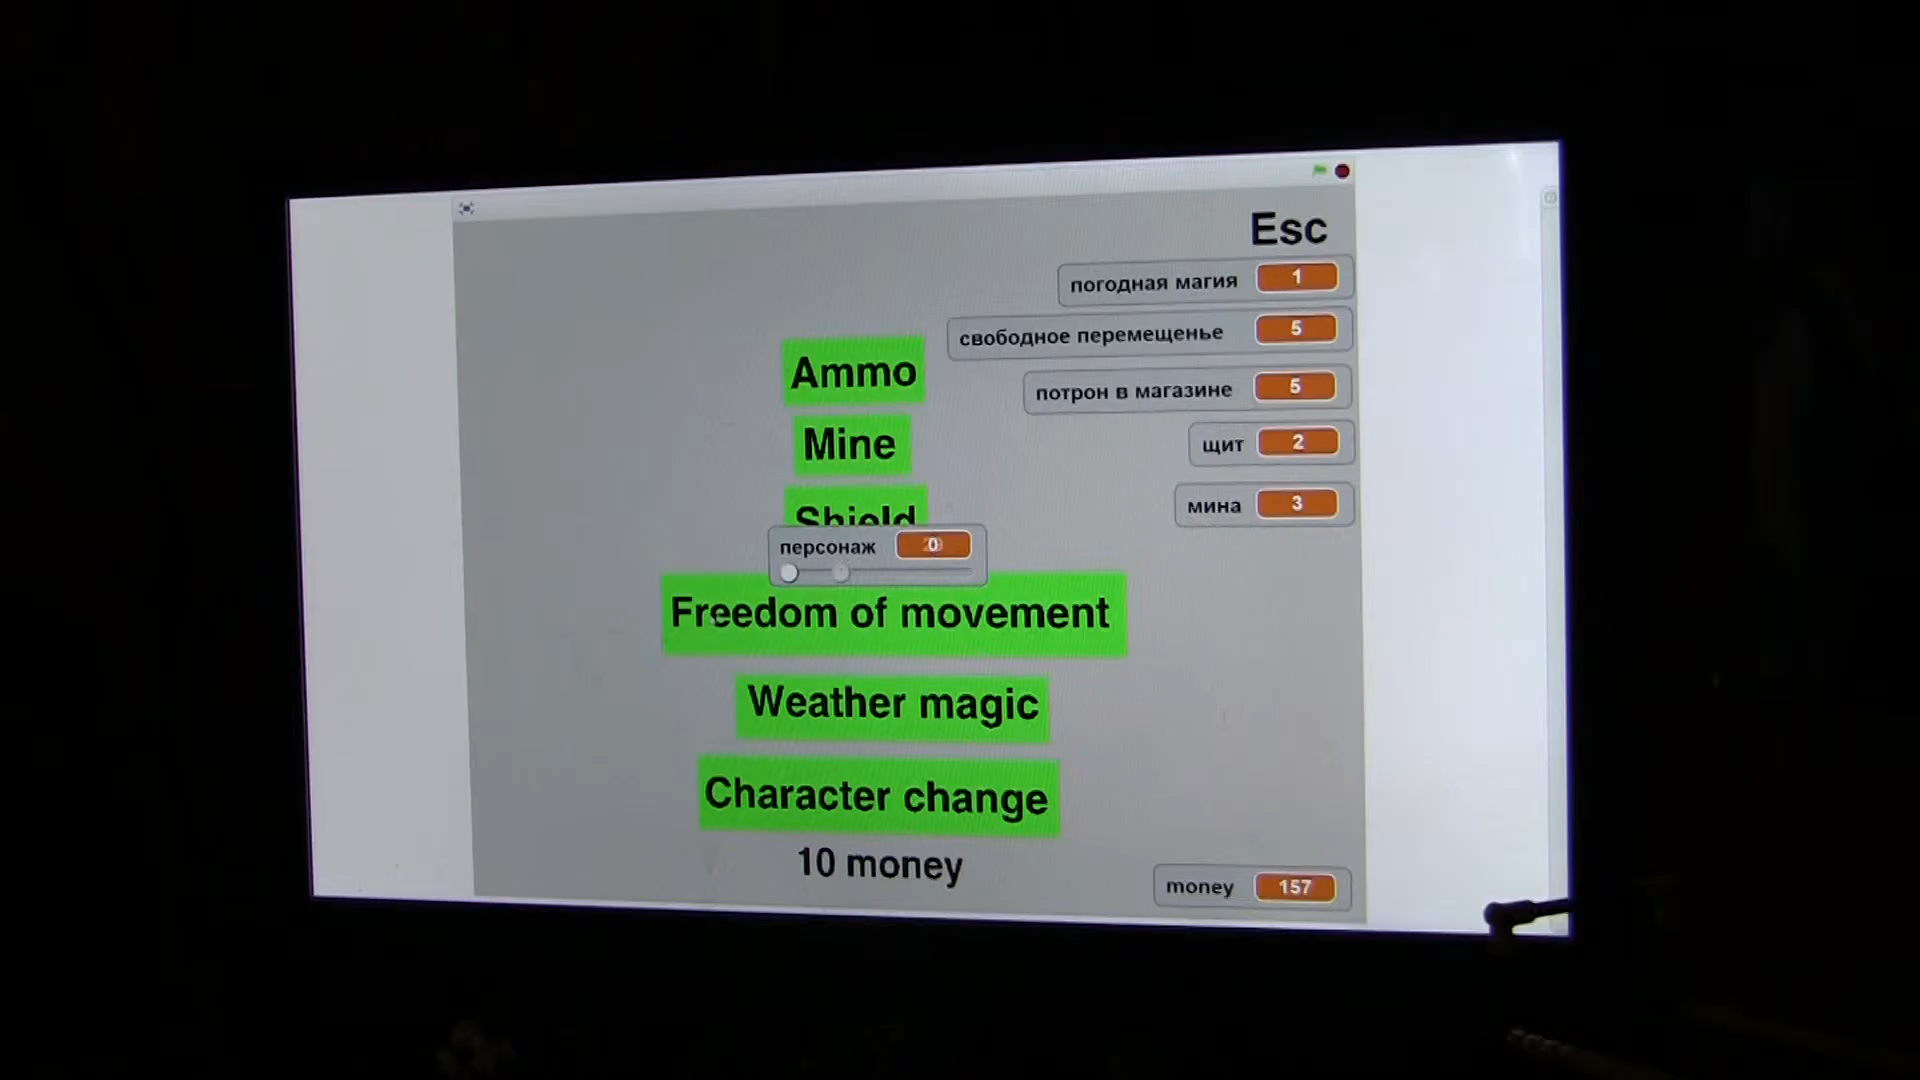 Esc
погодная магия 1
свободное перемещенье 5
Ammo
потрон в магазине 5
Mine
щит 2
мина 3
Shield
персонаж
Freedom of movement
Weather magic
Character change
10 money
money 157